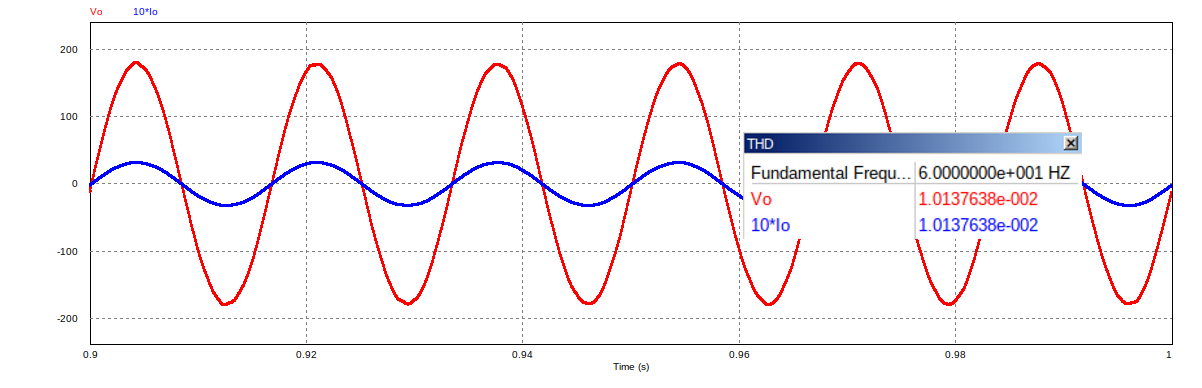 Vo 10*Io
200
100
0
-100
-200
0.9 0.92 0.94 0.96 0.98 1
Time (s)
THD
Fundamental Frequ... 6.0000000e+001 HZ
Vo 1.0137638e-002
10*Io 1.0137638e-002